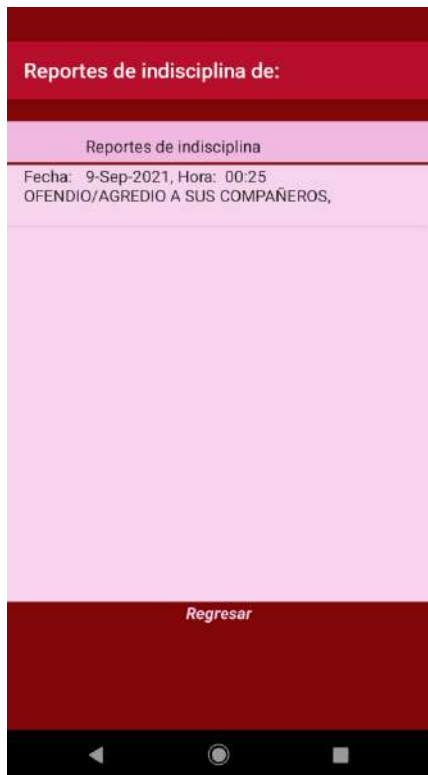 Reportes de indisciplina de:
Reportes de indisciplina
Fecha: 9-Sep-2021, Hora: 00:25
OFENDIO/AGREDIO A SUS COMPAÑEROS,
Regresar